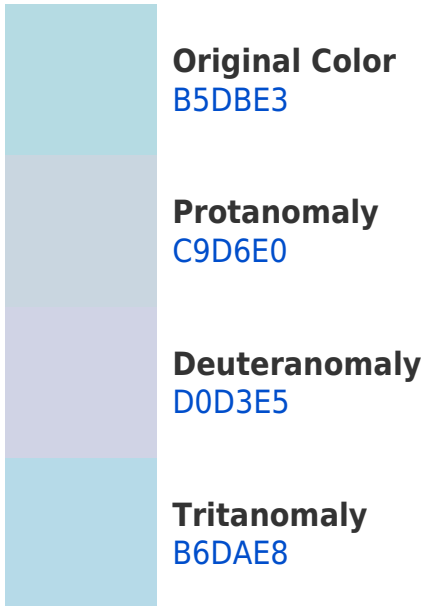 Original Color
B5DBE3
Protanomaly
C9D6E0
Deuteranomaly
D0D3E5
Tritanomaly
B6DAE8